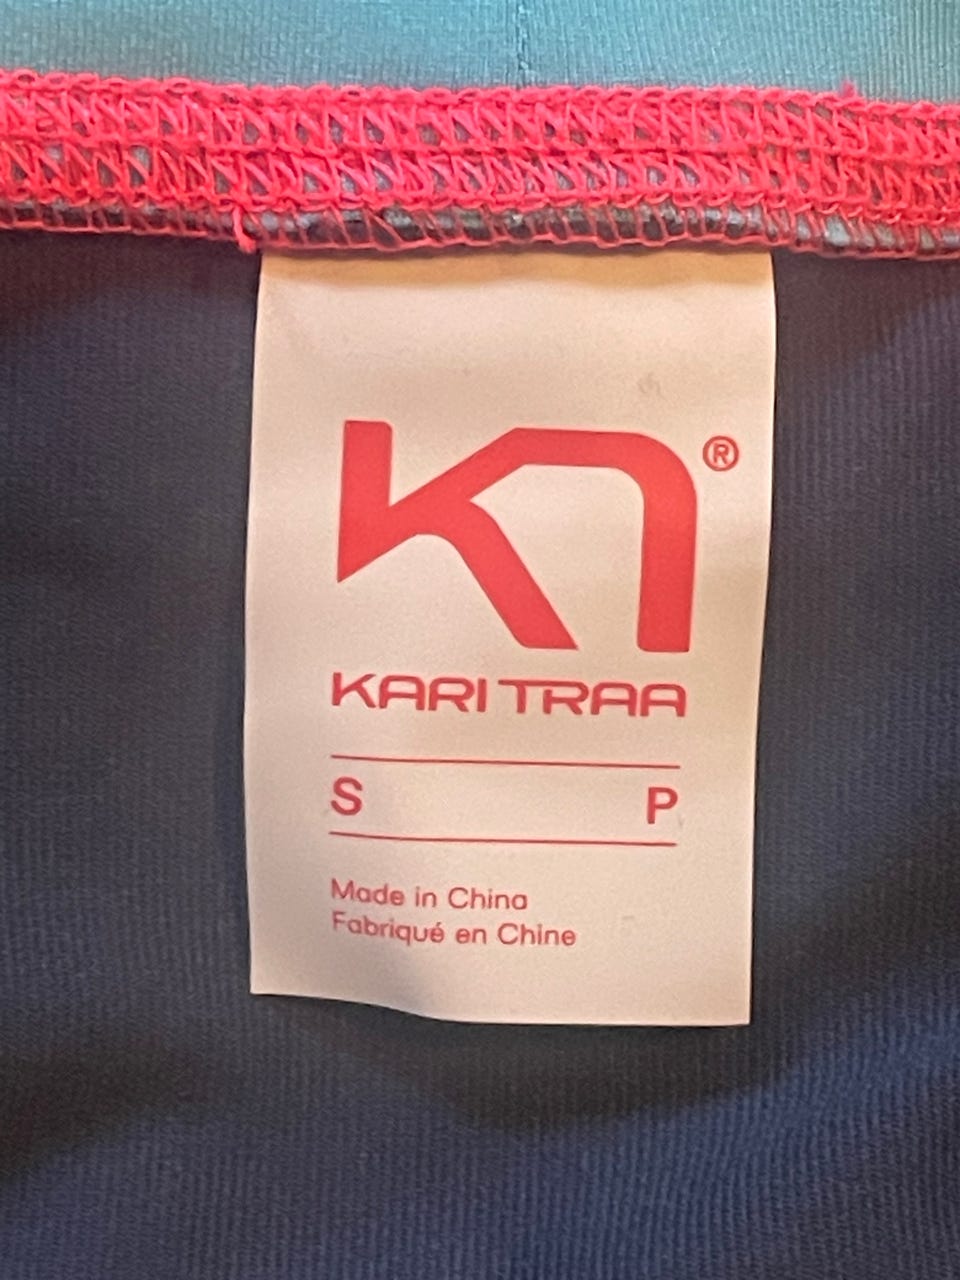 ®
KARI TRAA
S P
Made in China
Fabriqué en Chine